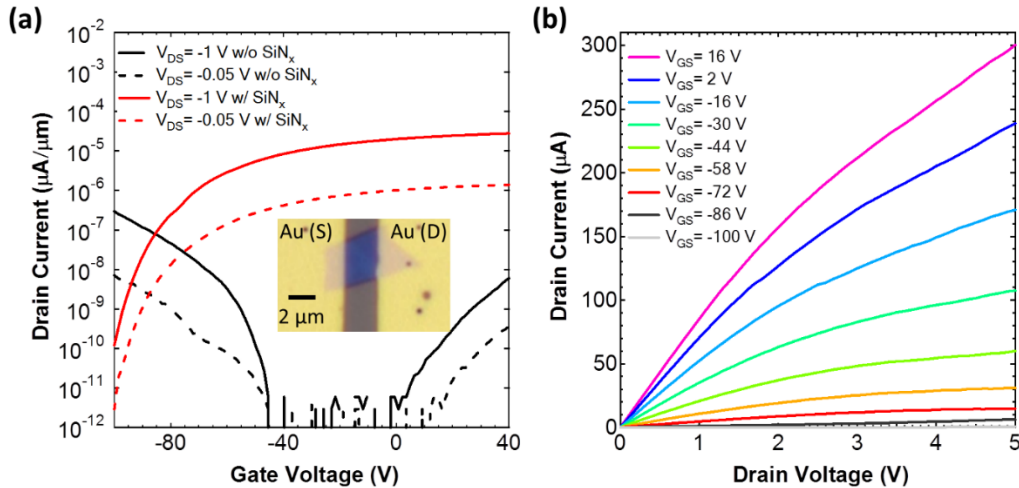 (a)
10⁻²
10⁻³
10⁻⁴
10⁻⁵
10⁻⁶
10⁻⁷
10⁻⁸
10⁻⁹
10⁻¹⁰
10⁻¹¹
10⁻¹²
Drain Current (µA/µm)
V_DS= -1 V w/o SiN_x
V_DS= -0.05 V w/o SiN_x
V_DS= -1 V w/ SiN_x
V_DS= -0.05 V w/ SiN_x
Au (S) Au (D)
2 µm
-80 -40 0 40
Gate Voltage (V)
(b)
300
250
200
150
100
50
0
Drain Current (µA)
V_GS= 16 V
V_GS= 2 V
V_GS= -16 V
V_GS= -30 V
V_GS= -44 V
V_GS= -58 V
V_GS= -72 V
V_GS= -86 V
V_GS= -100 V
0 1 2 3 4 5
Drain Voltage (V)